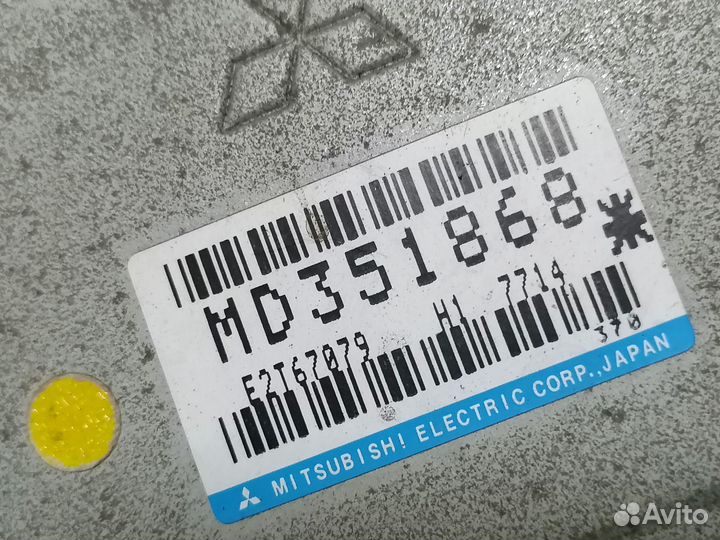 MD351868*
E2T67079 H1 7714
370
MITSUBISHI ELECTRIC CORP., JAPAN
Avito